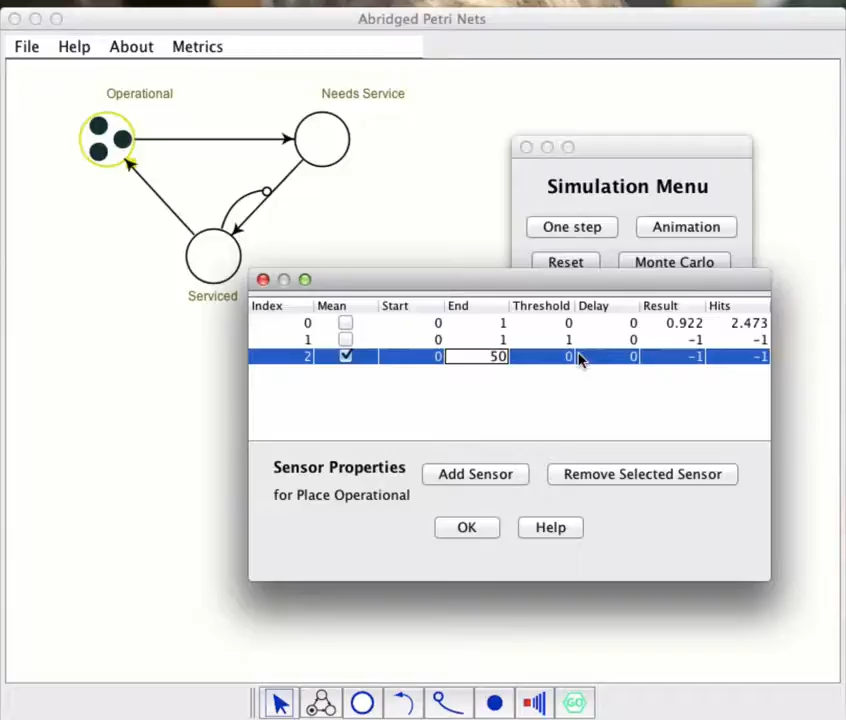 Abridged Petri Nets
File Help About Metrics
Operational
Needs Service
Serviced
Simulation Menu
One step Animation
Reset Monte Carlo
Index Mean Start End Threshold Delay Result Hits
0 0 1 0 0 0.922 2.473
1 0 1 1 0 -1 -1
2 0 50 0 0 -1 -1
Sensor Properties
for Place Operational
Add Sensor Remove Selected Sensor
OK Help
GO